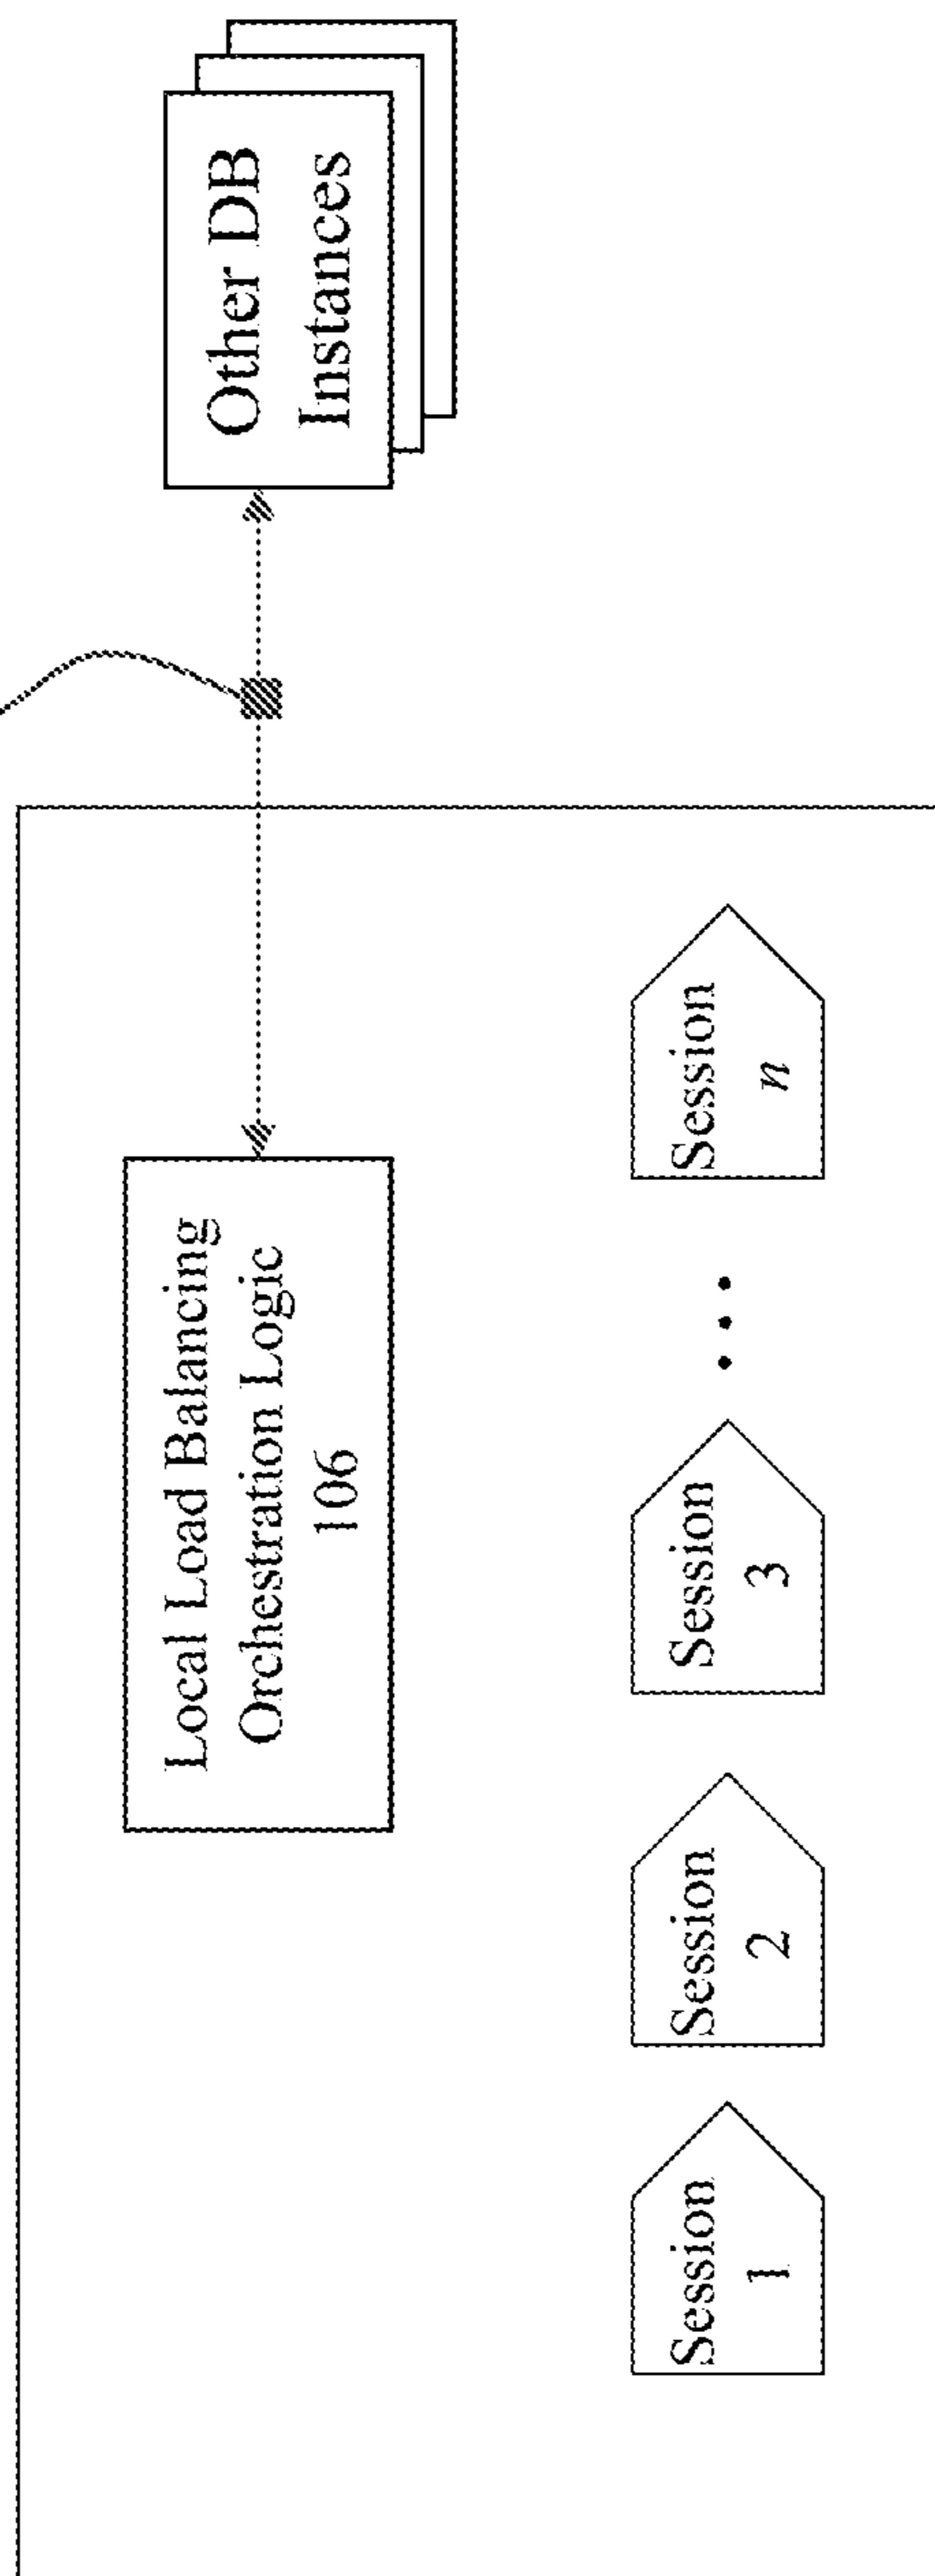 Local Load Balancing
Orchestration Logic
106
Other DB
Instances
Session
1
Session
2
Session
3
• • •
Session
n